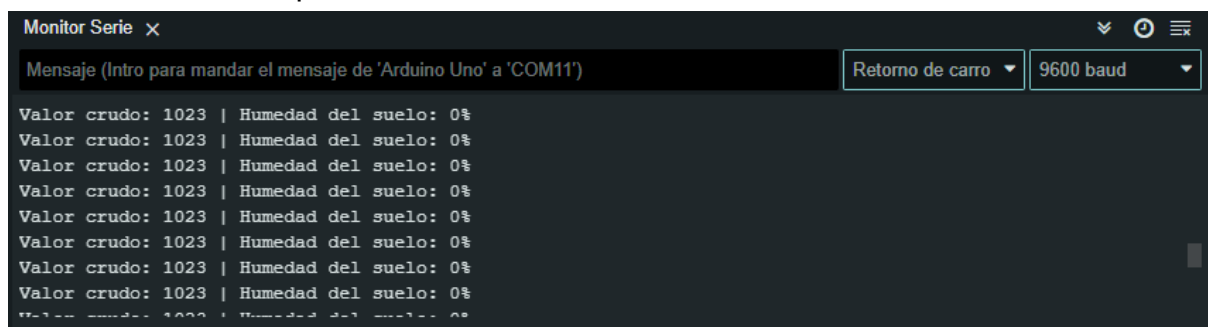 Monitor Serie
Mensaje (Intro para mandar el mensaje de 'Arduino Uno' a 'COM11')
Retorno de carro
9600 baud
Valor crudo: 1023 | Humedad del suelo: 0%
Valor crudo: 1023 | Humedad del suelo: 0%
Valor crudo: 1023 | Humedad del suelo: 0%
Valor crudo: 1023 | Humedad del suelo: 0%
Valor crudo: 1023 | Humedad del suelo: 0%
Valor crudo: 1023 | Humedad del suelo: 0%
Valor crudo: 1023 | Humedad del suelo: 0%
Valor crudo: 1023 | Humedad del suelo: 0%